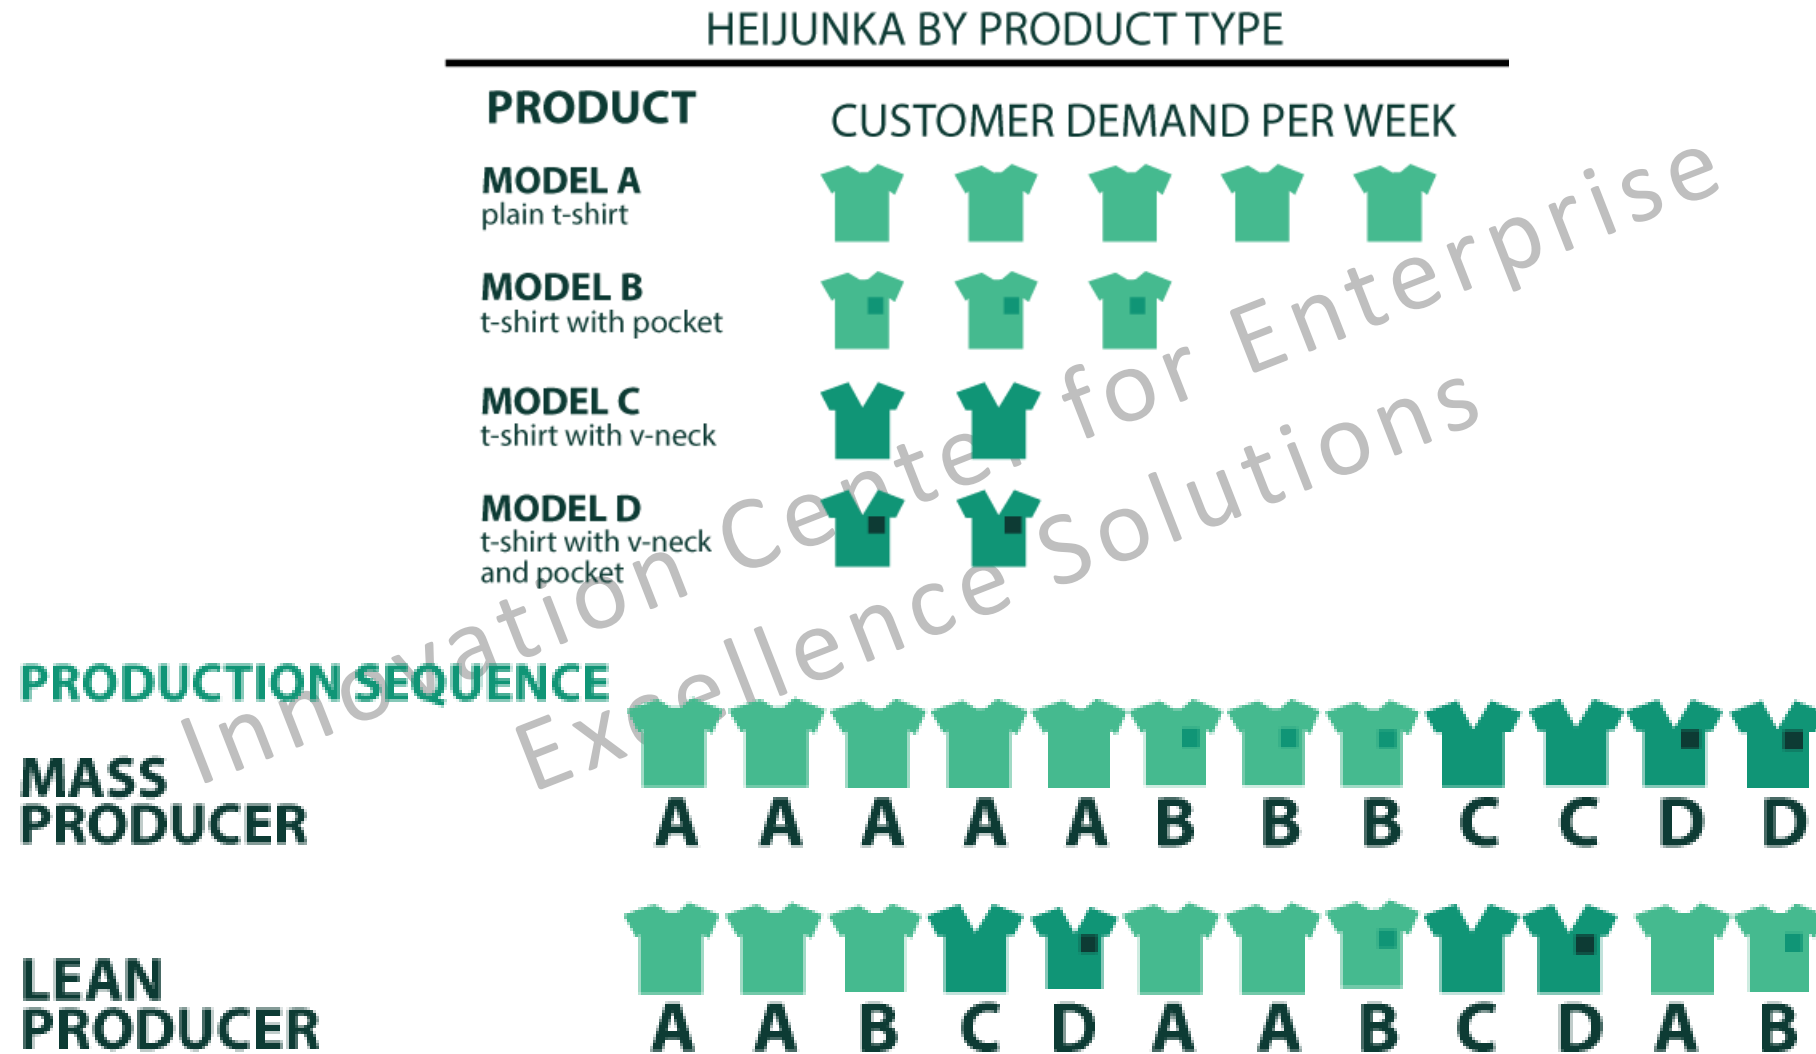 HEIJUNKA BY PRODUCT TYPE
PRODUCT
CUSTOMER DEMAND PER WEEK
MODEL A
plain t-shirt
MODEL B
t-shirt with pocket
MODEL C
t-shirt with v-neck
MODEL D
t-shirt with v-neck
and pocket
Innovation Center for Enterprise
Excellence Solutions
PRODUCTION SEQUENCE
MASS
PRODUCER
A A A A A B B B C C D D
LEAN
PRODUCER
A A B C D A A B C D A B